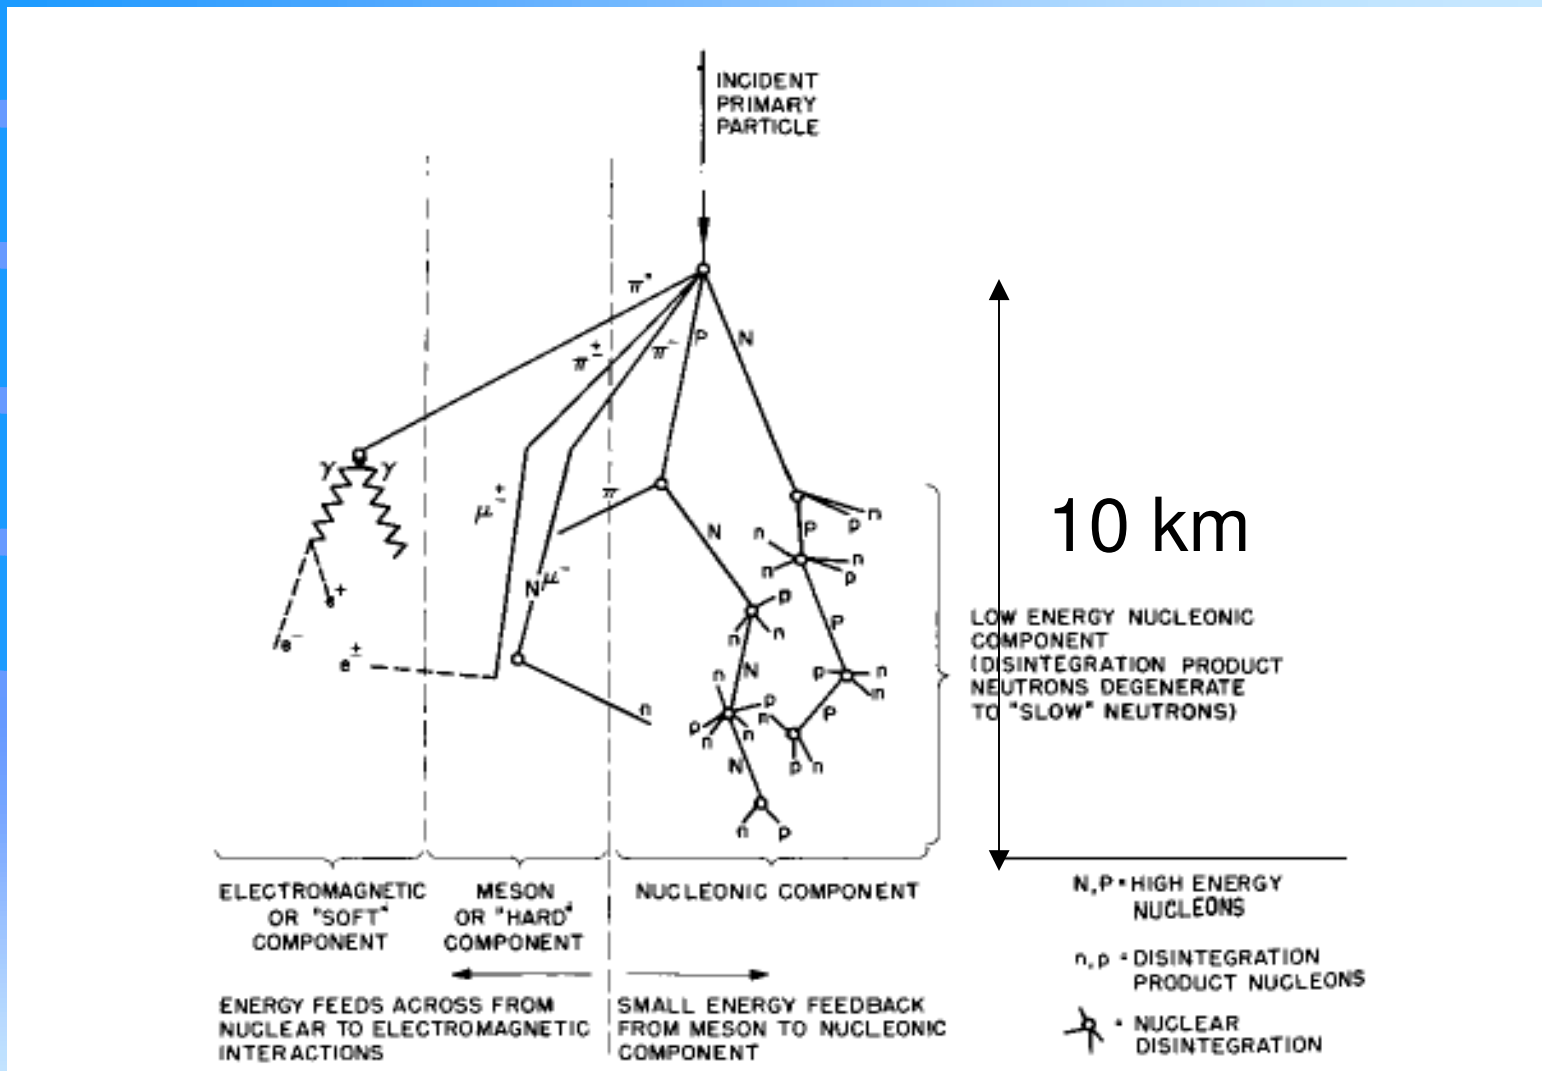 INCIDENT
PRIMARY
PARTICLE
π°
π±
π-
P
N
γ
γ
μ±
π
N
P
n
p
n
n
n
p
10 km
N
μ-
e+
e-
e±
p
n
n
P
LOW ENERGY NUCLEONIC
COMPONENT
(DISINTEGRATION PRODUCT
NEUTRONS DEGENERATE
TO "SLOW" NEUTRONS)
n
N
p
n
n
n
p
n
p
n
n
P
N
p
n
n
p
ELECTROMAGNETIC
OR "SOFT"
COMPONENT
MESON
OR "HARD"
COMPONENT
NUCLEONIC COMPONENT
N,P = HIGH ENERGY
NUCLEONS
n,p = DISINTEGRATION
PRODUCT NUCLEONS
= NUCLEAR
DISINTEGRATION
ENERGY FEEDS ACROSS FROM
NUCLEAR TO ELECTROMAGNETIC
INTERACTIONS
SMALL ENERGY FEEDBACK
FROM MESON TO NUCLEONIC
COMPONENT